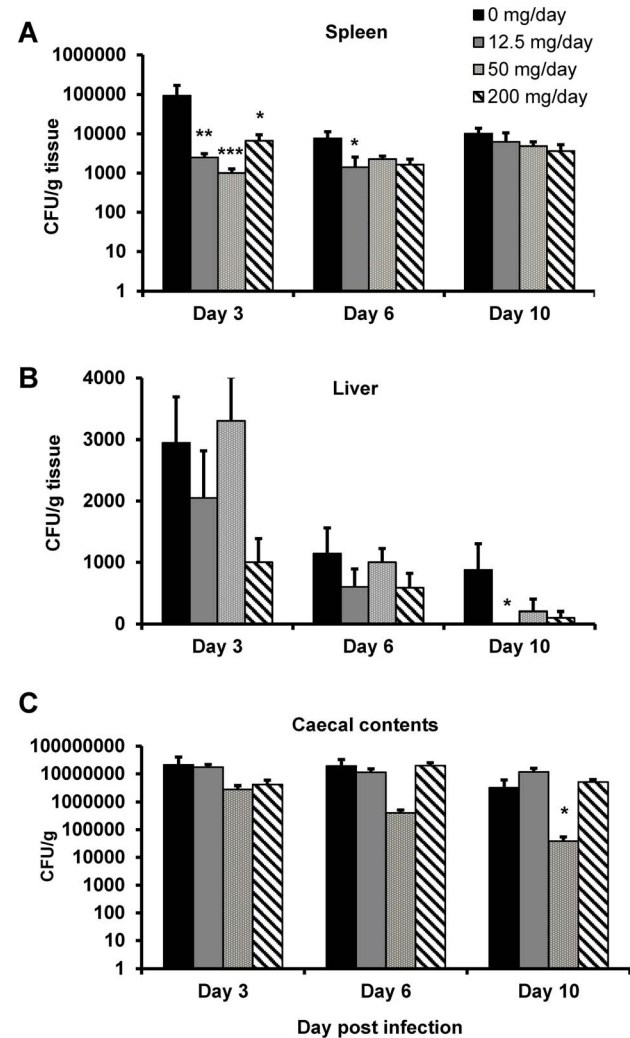 A
Spleen
0 mg/day
12.5 mg/day
50 mg/day
200 mg/day
CFU/g tissue
1000000
100000
10000
1000
100
10
1
**
***
*
*
Day 3
Day 6
Day 10
B
Liver
CFU/g tissue
4000
3000
2000
1000
0
*
Day 3
Day 6
Day 10
C
Caecal contents
CFU/g
100000000
10000000
1000000
100000
10000
1000
100
10
1
*
Day 3
Day 6
Day 10
Day post infection